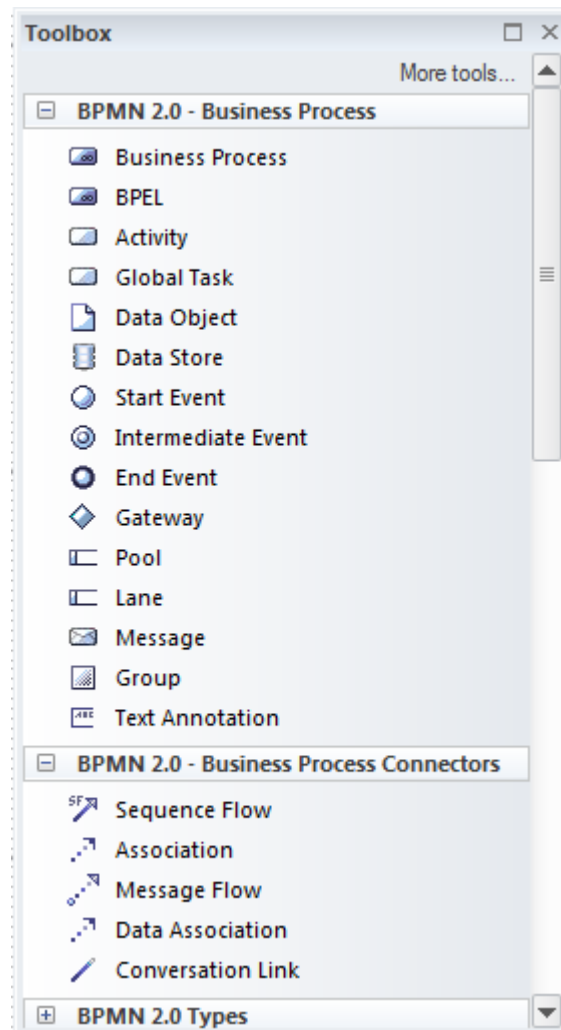 Toolbox
More tools...
BPMN 2.0 - Business Process
Business Process
BPEL
Activity
Global Task
Data Object
Data Store
Start Event
Intermediate Event
End Event
Gateway
Pool
Lane
Message
Group
Text Annotation
BPMN 2.0 - Business Process Connectors
SF Sequence Flow
Association
Message Flow
Data Association
Conversation Link
BPMN 2.0 Types